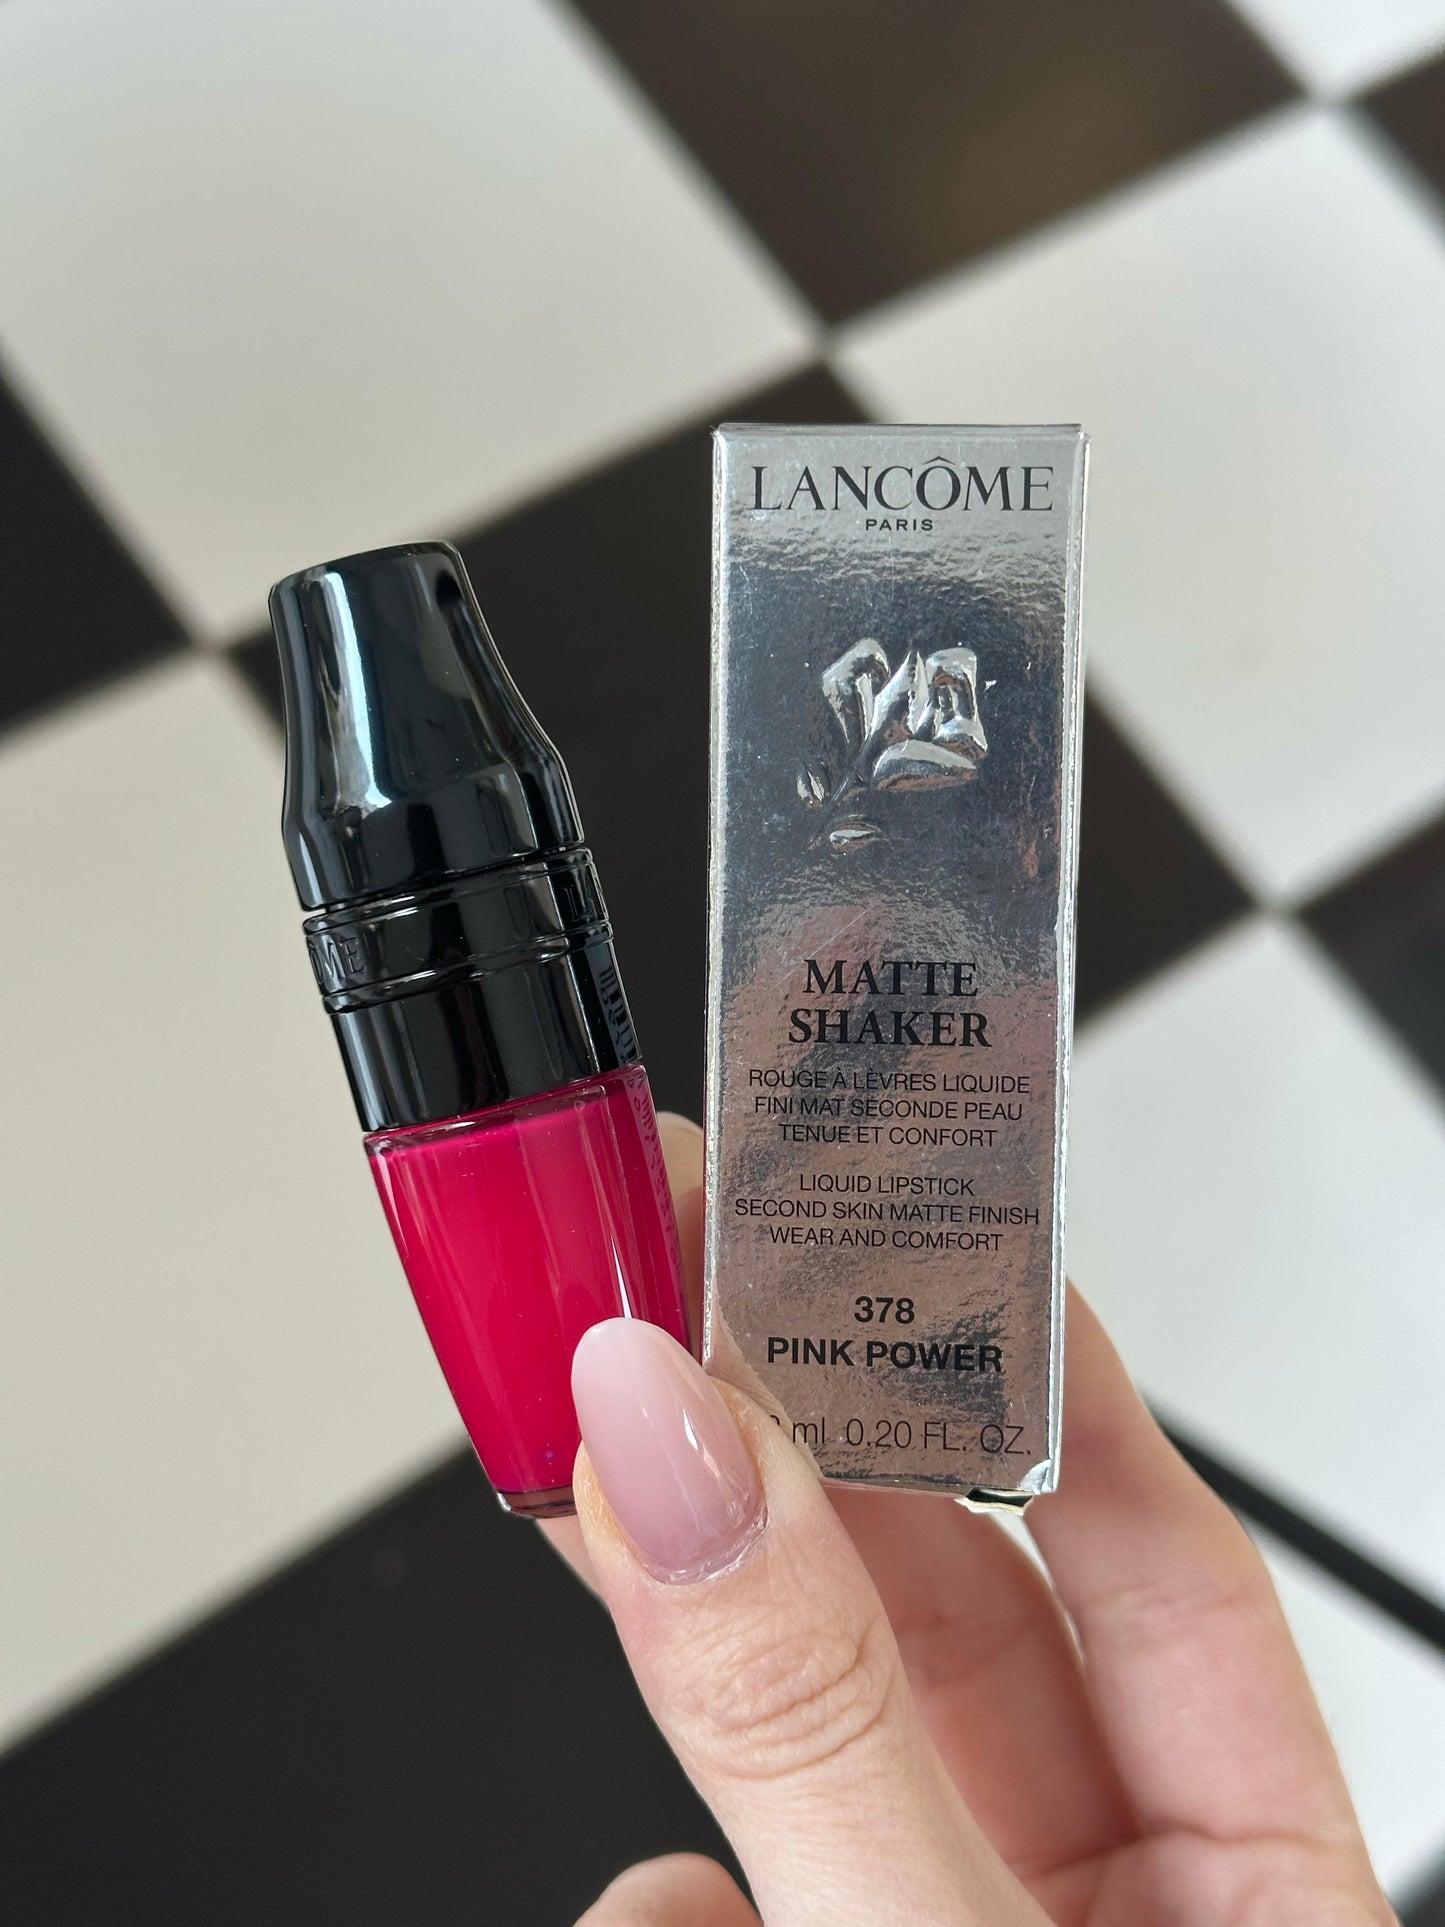 LANCÔME
PARIS
MATTE
SHAKER
ROUGE À LÈVRES LIQUIDE
FINI MAT SECONDE PEAU
TENUE ET CONFORT
LIQUID LIPSTICK
SECOND SKIN MATTE FINISH
WEAR AND COMFORT
378
PINK POWER
ml 0.20 FL. OZ.
ÔME